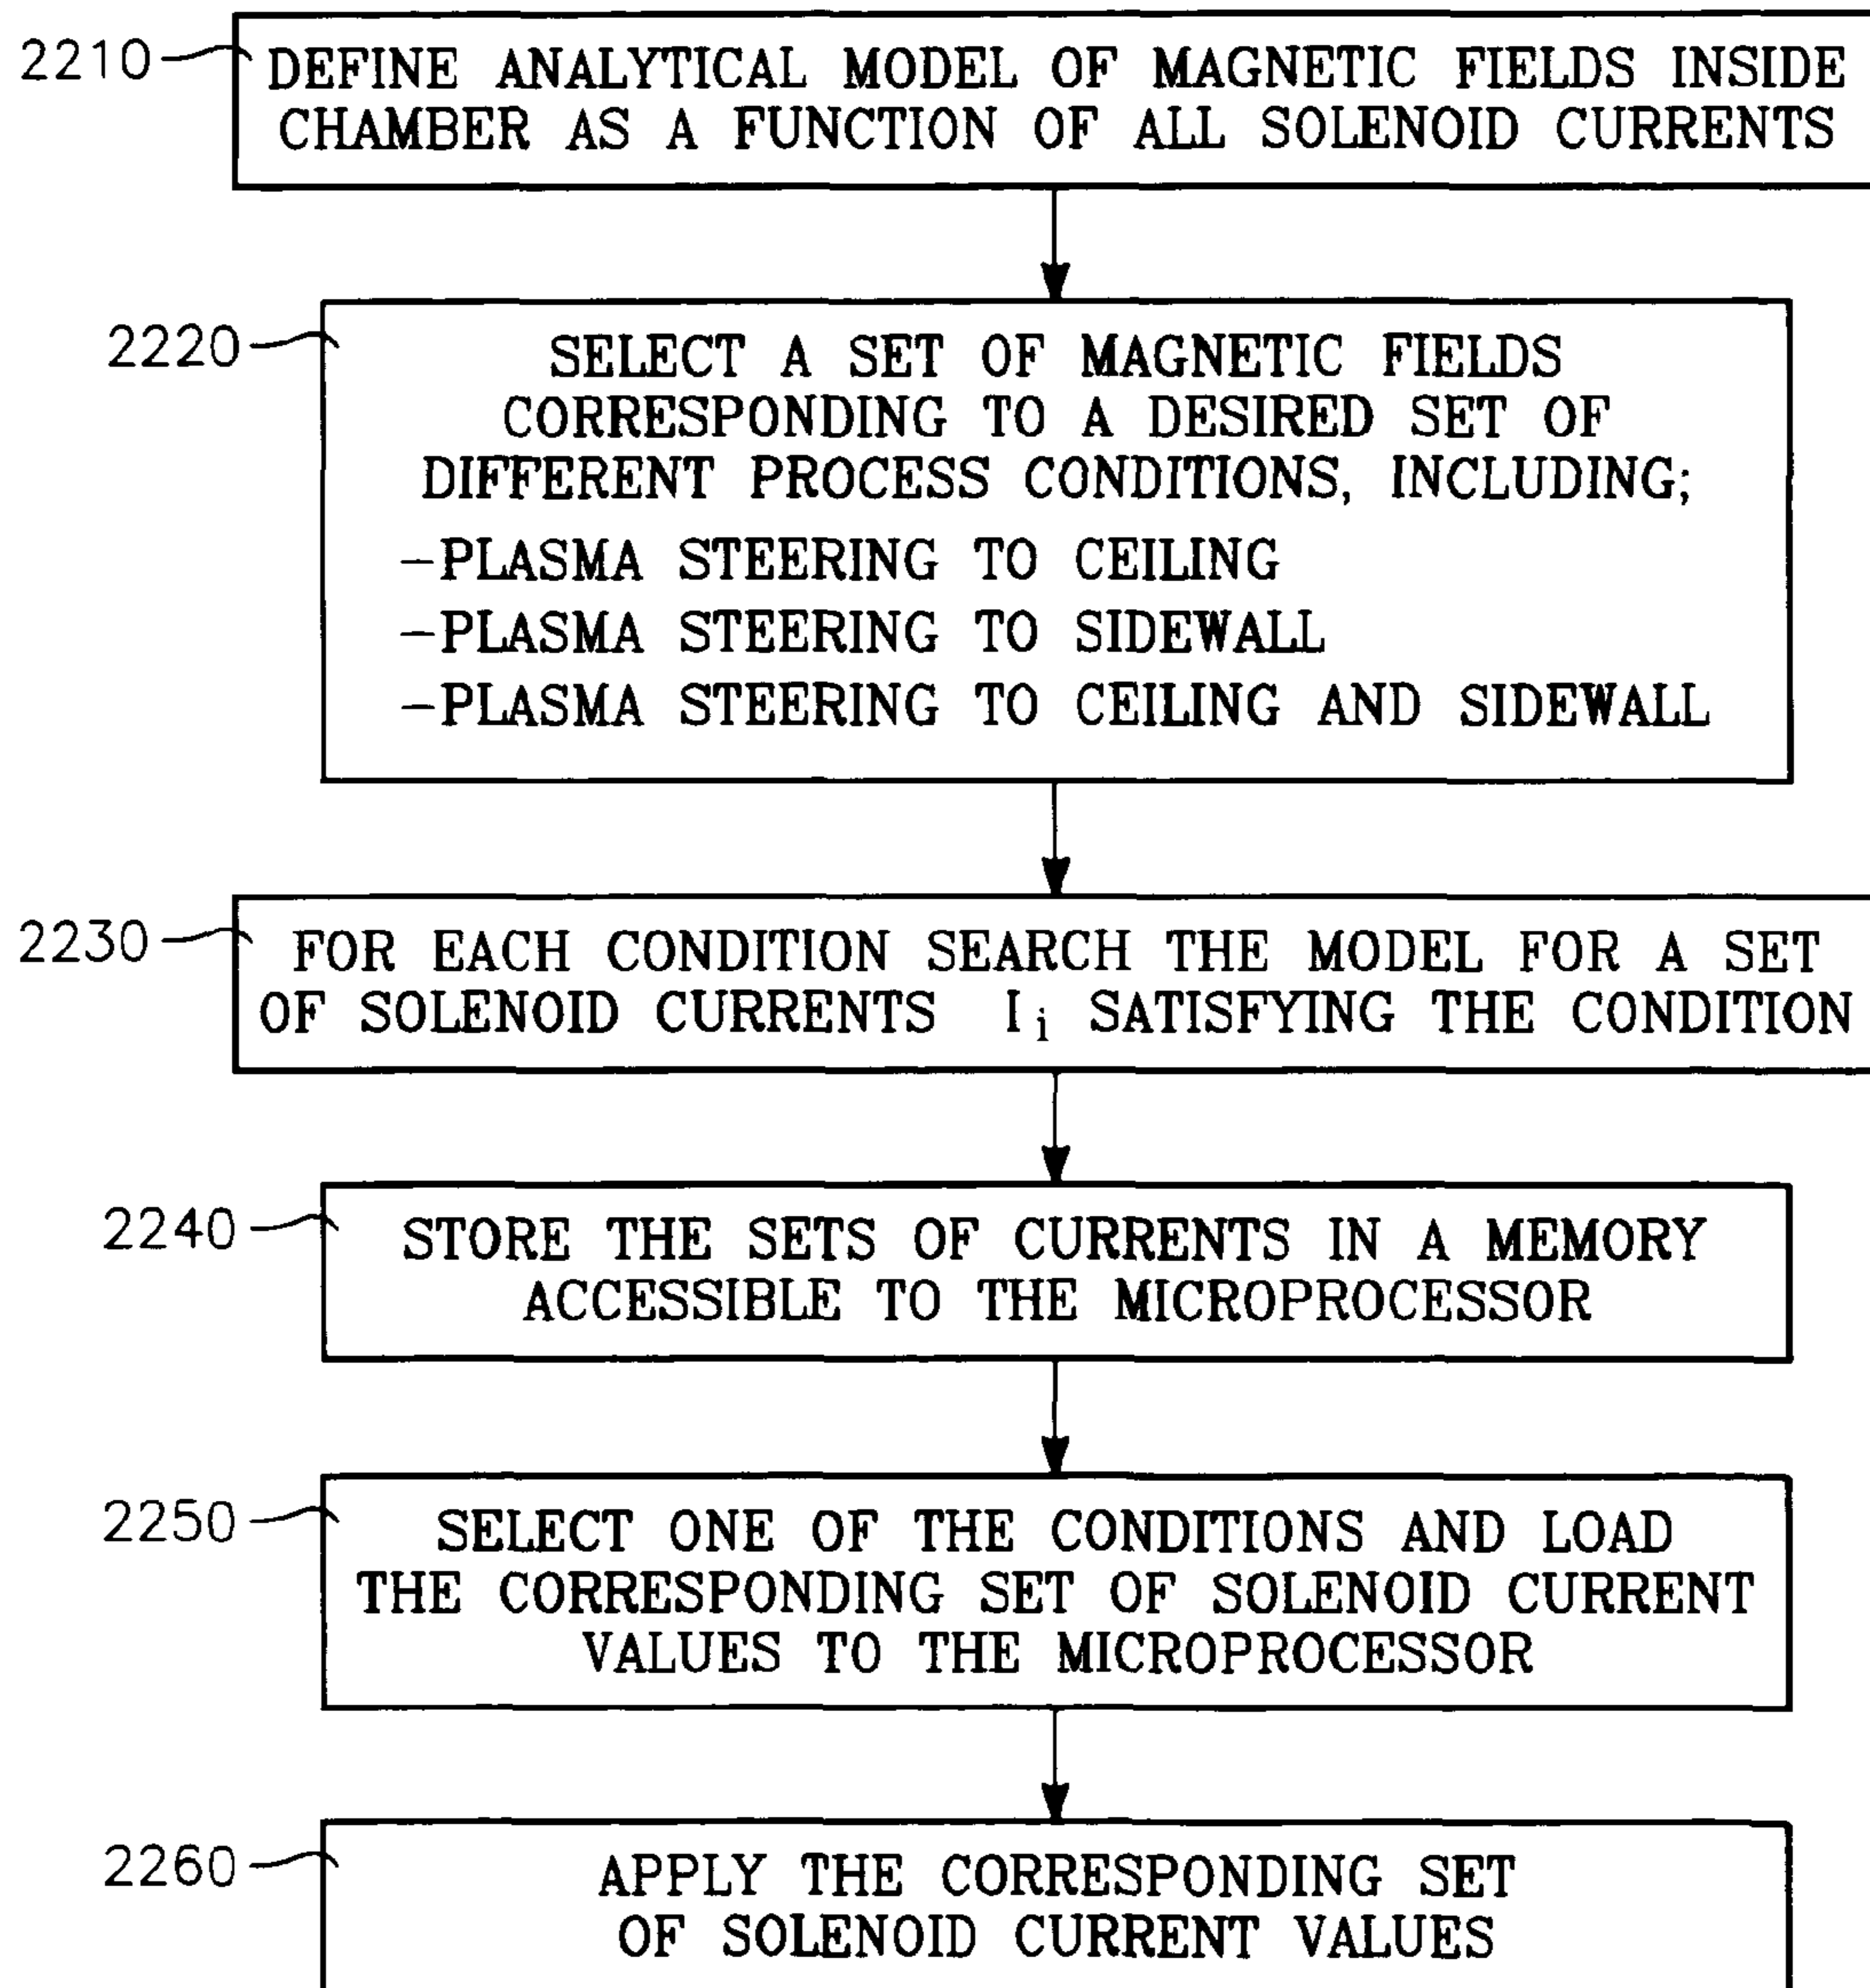 2210
DEFINE ANALYTICAL MODEL OF MAGNETIC FIELDS INSIDE
CHAMBER AS A FUNCTION OF ALL SOLENOID CURRENTS
2220
SELECT A SET OF MAGNETIC FIELDS
CORRESPONDING TO A DESIRED SET OF
DIFFERENT PROCESS CONDITIONS, INCLUDING;
-PLASMA STEERING TO CEILING
-PLASMA STEERING TO SIDEWALL
-PLASMA STEERING TO CEILING AND SIDEWALL
2230
FOR EACH CONDITION SEARCH THE MODEL FOR A SET
OF SOLENOID CURRENTS Ii SATISFYING THE CONDITION
2240
STORE THE SETS OF CURRENTS IN A MEMORY
ACCESSIBLE TO THE MICROPROCESSOR
2250
SELECT ONE OF THE CONDITIONS AND LOAD
THE CORRESPONDING SET OF SOLENOID CURRENT
VALUES TO THE MICROPROCESSOR
2260
APPLY THE CORRESPONDING SET
OF SOLENOID CURRENT VALUES